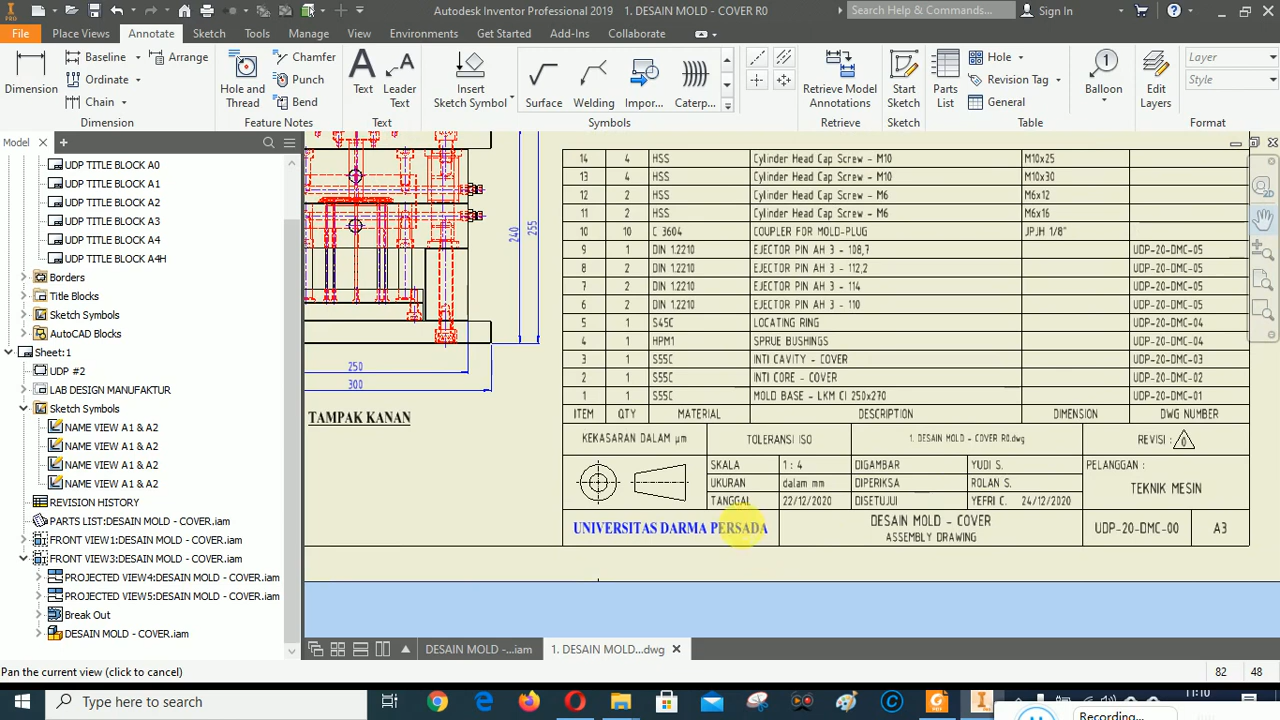 Autodesk Inventor Professional 2019 1. DESAIN MOLD - COVER R0
Search Help & Commands...
Sign In
File Place Views Annotate Sketch Tools Manage View Environments Get Started Add-Ins Collaborate
Dimension
Baseline
Ordinate
Chain
Arrange
Dimension
Hole and Thread
Chamfer
Punch
Bend
Feature Notes
Text
Leader Text
Text
Insert Sketch Symbol
Surface
Welding
Impor...
Caterp...
Symbols
Retrieve Model Annotations
Retrieve
Start Sketch
Sketch
Parts List
Hole
Revision Tag
General
Table
Balloon
Edit Layers
Layer
Style
Format
Model
UDP TITLE BLOCK A0
UDP TITLE BLOCK A1
UDP TITLE BLOCK A2
UDP TITLE BLOCK A3
UDP TITLE BLOCK A4
UDP TITLE BLOCK A4H
Borders
Title Blocks
Sketch Symbols
AutoCAD Blocks
Sheet:1
UDP #2
LAB DESIGN MANUFAKTUR
Sketch Symbols
NAME VIEW A1 & A2
NAME VIEW A1 & A2
NAME VIEW A1 & A2
NAME VIEW A1 & A2
REVISION HISTORY
PARTS LIST:DESAIN MOLD - COVER.iam
FRONT VIEW1:DESAIN MOLD - COVER.iam
FRONT VIEW3:DESAIN MOLD - COVER.iam
PROJECTED VIEW4:DESAIN MOLD - COVER.iam
PROJECTED VIEW5:DESAIN MOLD - COVER.iam
Break Out
DESAIN MOLD - COVER.iam
240
255
250
300
TAMPAK KANAN
14 4 HSS Cylinder Head Cap Screw - M10 M10x25
13 4 HSS Cylinder Head Cap Screw - M10 M10x30
12 2 HSS Cylinder Head Cap Screw - M6 M6x12
11 2 HSS Cylinder Head Cap Screw - M6 M6x16
10 10 C 3604 COUPLER FOR MOLD-PLUG JPJH 1/8"
9 1 DIN 1.2210 EJECTOR PIN AH 3 - 108,7 UDP-20-DMC-05
8 2 DIN 1.2210 EJECTOR PIN AH 3 - 112,2 UDP-20-DMC-05
7 2 DIN 1.2210 EJECTOR PIN AH 3 - 114 UDP-20-DMC-05
6 2 DIN 1.2210 EJECTOR PIN AH 3 - 110 UDP-20-DMC-05
5 1 S45C LOCATING RING UDP-20-DMC-04
4 1 HPM1 SPRUE BUSHINGS UDP-20-DMC-04
3 1 S55C INTI CAVITY - COVER UDP-20-DMC-03
2 1 S55C INTI CORE - COVER UDP-20-DMC-02
1 1 S55C MOLD BASE - LKM CI 250x270 UDP-20-DMC-01
ITEM QTY MATERIAL DESCRIPTION DIMENSION DWG NUMBER
KEKASARAN DALAM µm TOLERANSI ISO 1. DESAIN MOLD - COVER R0.dwg REVISI : 0
SKALA 1 : 4 DIGAMBAR YUDI S. PELANGGAN :
UKURAN dalam mm DIPERIKSA ROLAN S. TEKNIK MESIN
TANGGAL 22/12/2020 DISETUJUI YEFRI C. 24/12/2020
UNIVERSITAS DARMA PERSADA DESAIN MOLD - COVER UDP-20-DMC-00 A3
ASSEMBLY DRAWING
DESAIN MOLD -...iam 1. DESAIN MOLD...dwg
Pan the current view (click to cancel) 82 48
Type here to search
11:10
Recording...